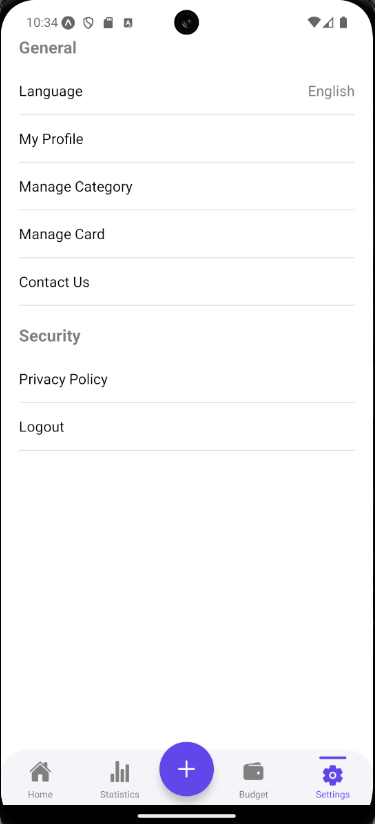 10:34
General
Language English
My Profile
Manage Category
Manage Card
Contact Us
Security
Privacy Policy
Logout
Home Statistics Budget Settings